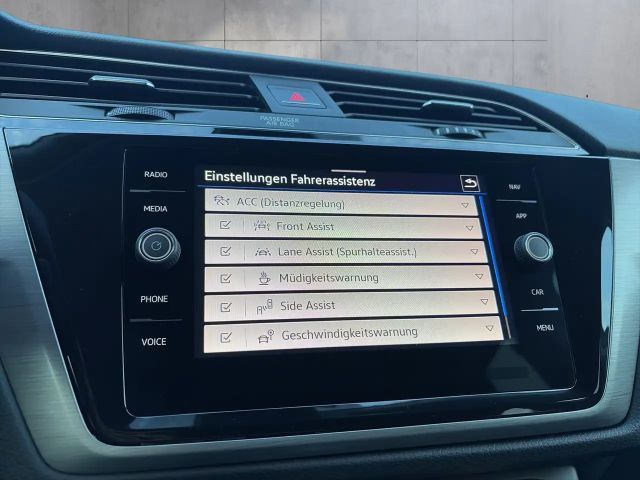 PASSENGER
AIR BAG
RADIO
MEDIA
PHONE
VOICE
Einstellungen Fahrerassistenz
ACC (Distanzregelung)
Front Assist
Lane Assist (Spurhalteassist.)
Müdigkeitswarnung
Side Assist
Geschwindigkeitswarnung
NAV
APP
CAR
MENU